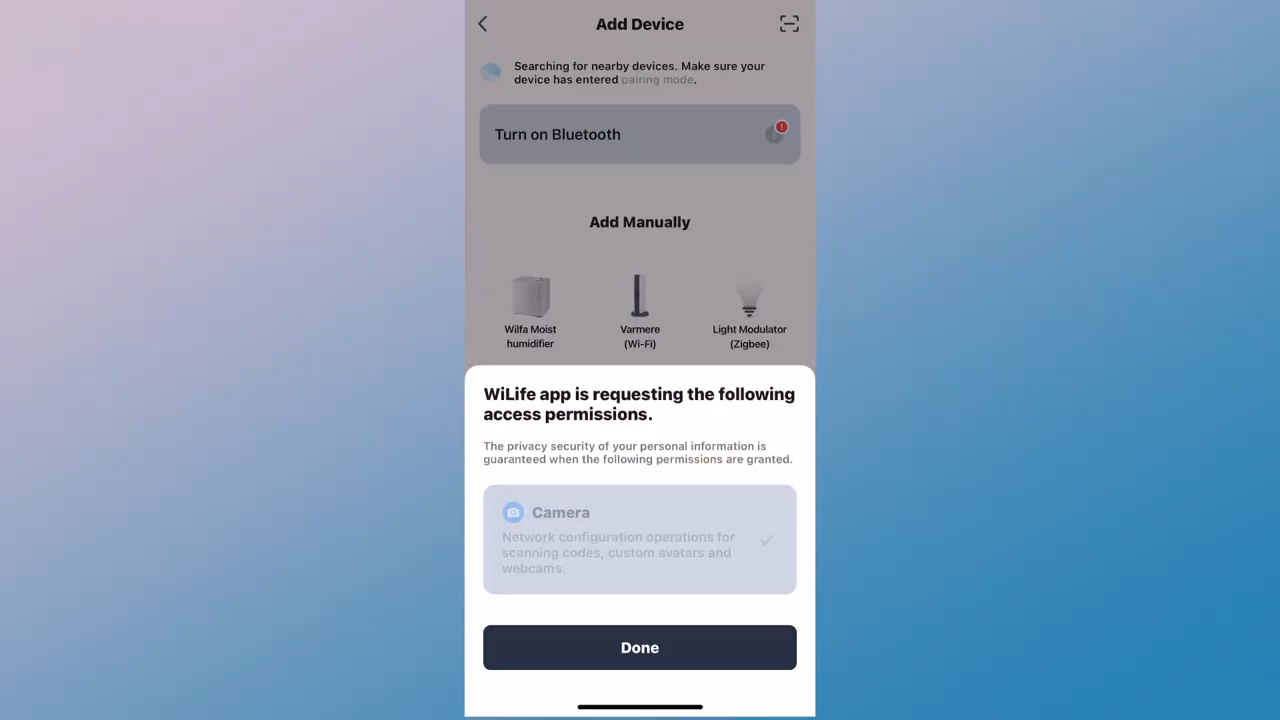 Add Device
Searching for nearby devices. Make sure your
device has entered pairing mode.
Turn on Bluetooth
!
Add Manually
Wilfa Moist
humidifier
Varmere
(Wi-Fi)
Light Modulator
(Zigbee)
WiLife app is requesting the following
access permissions.
The privacy security of your personal information is
guaranteed when the following permissions are granted.
Camera
Network configuration operations for
scanning codes, custom avatars and
webcams.
Done